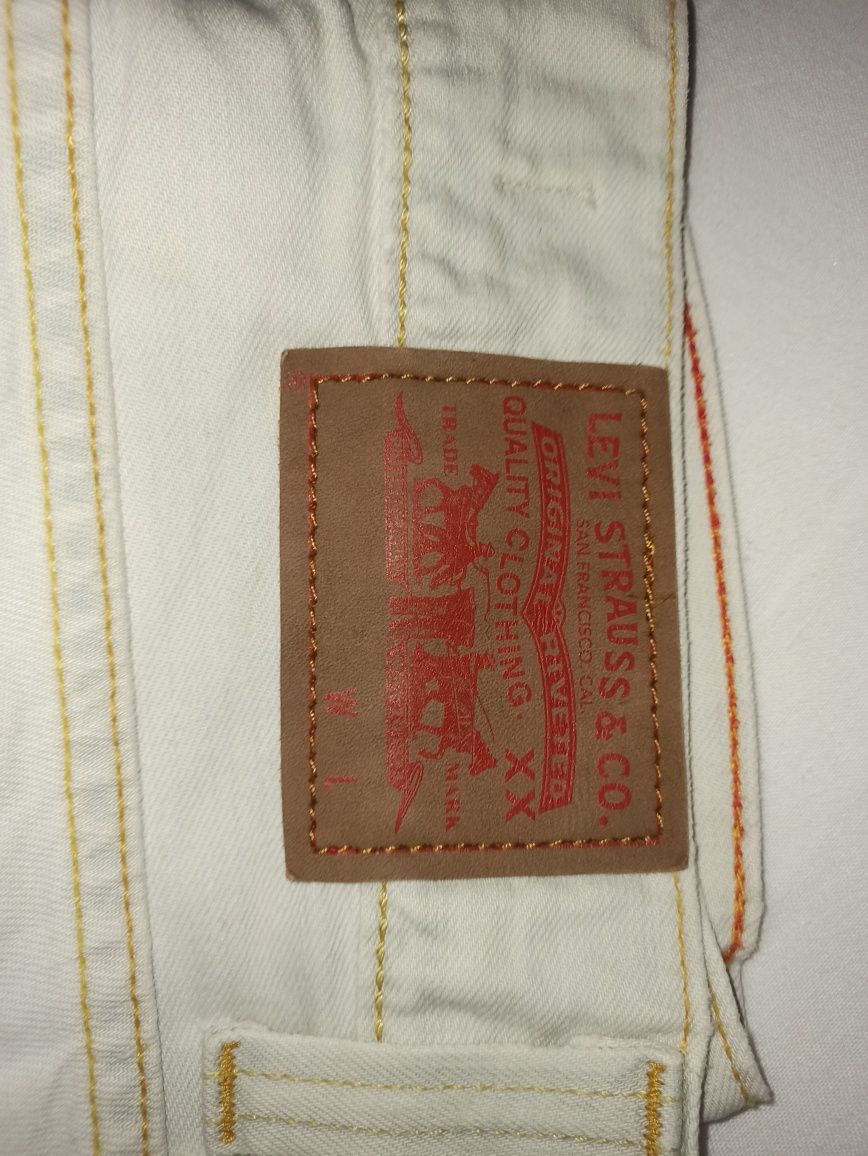 LEVI STRAUSS & CO.
SAN FRANCISCO, CAL.
ORIGINAL RIVETED
QUALITY CLOTHING. XX
TRADE MARK
W L